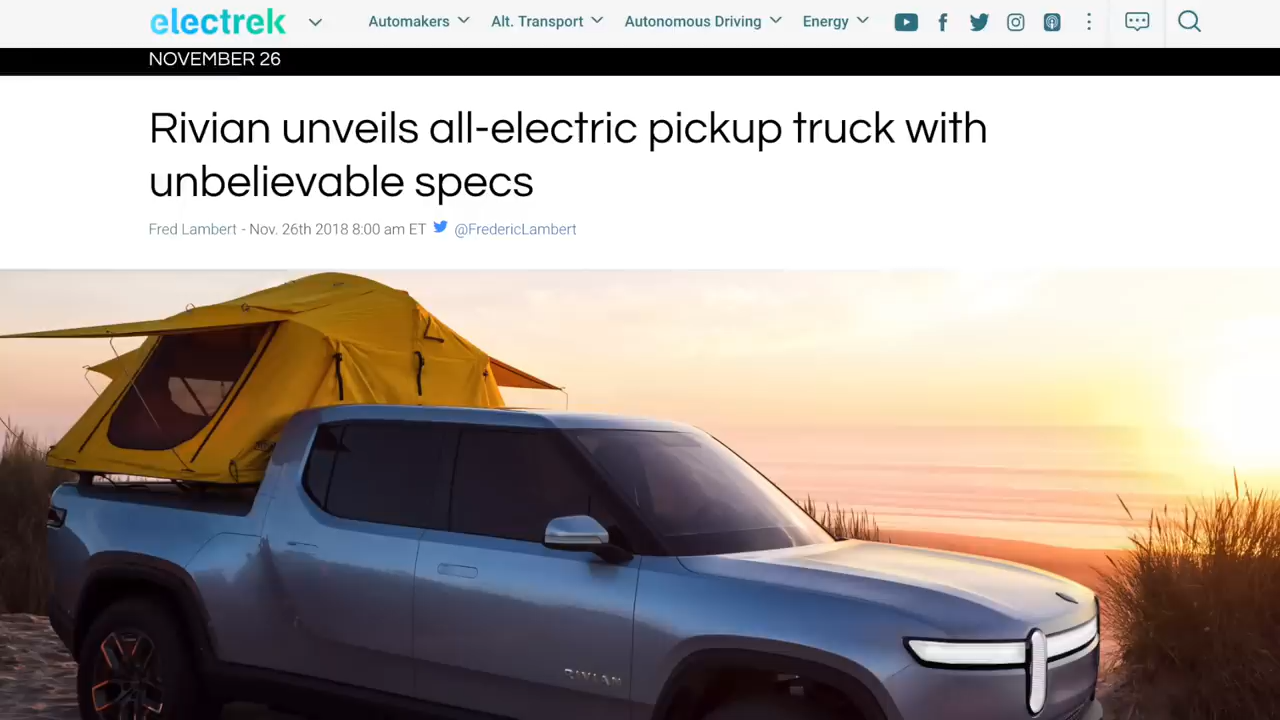 electrek
Automakers
Alt. Transport
Autonomous Driving
Energy
NOVEMBER 26
Rivian unveils all-electric pickup truck with
unbelievable specs
Fred Lambert - Nov. 26th 2018 8:00 am ET @FredericLambert
RIVIAN